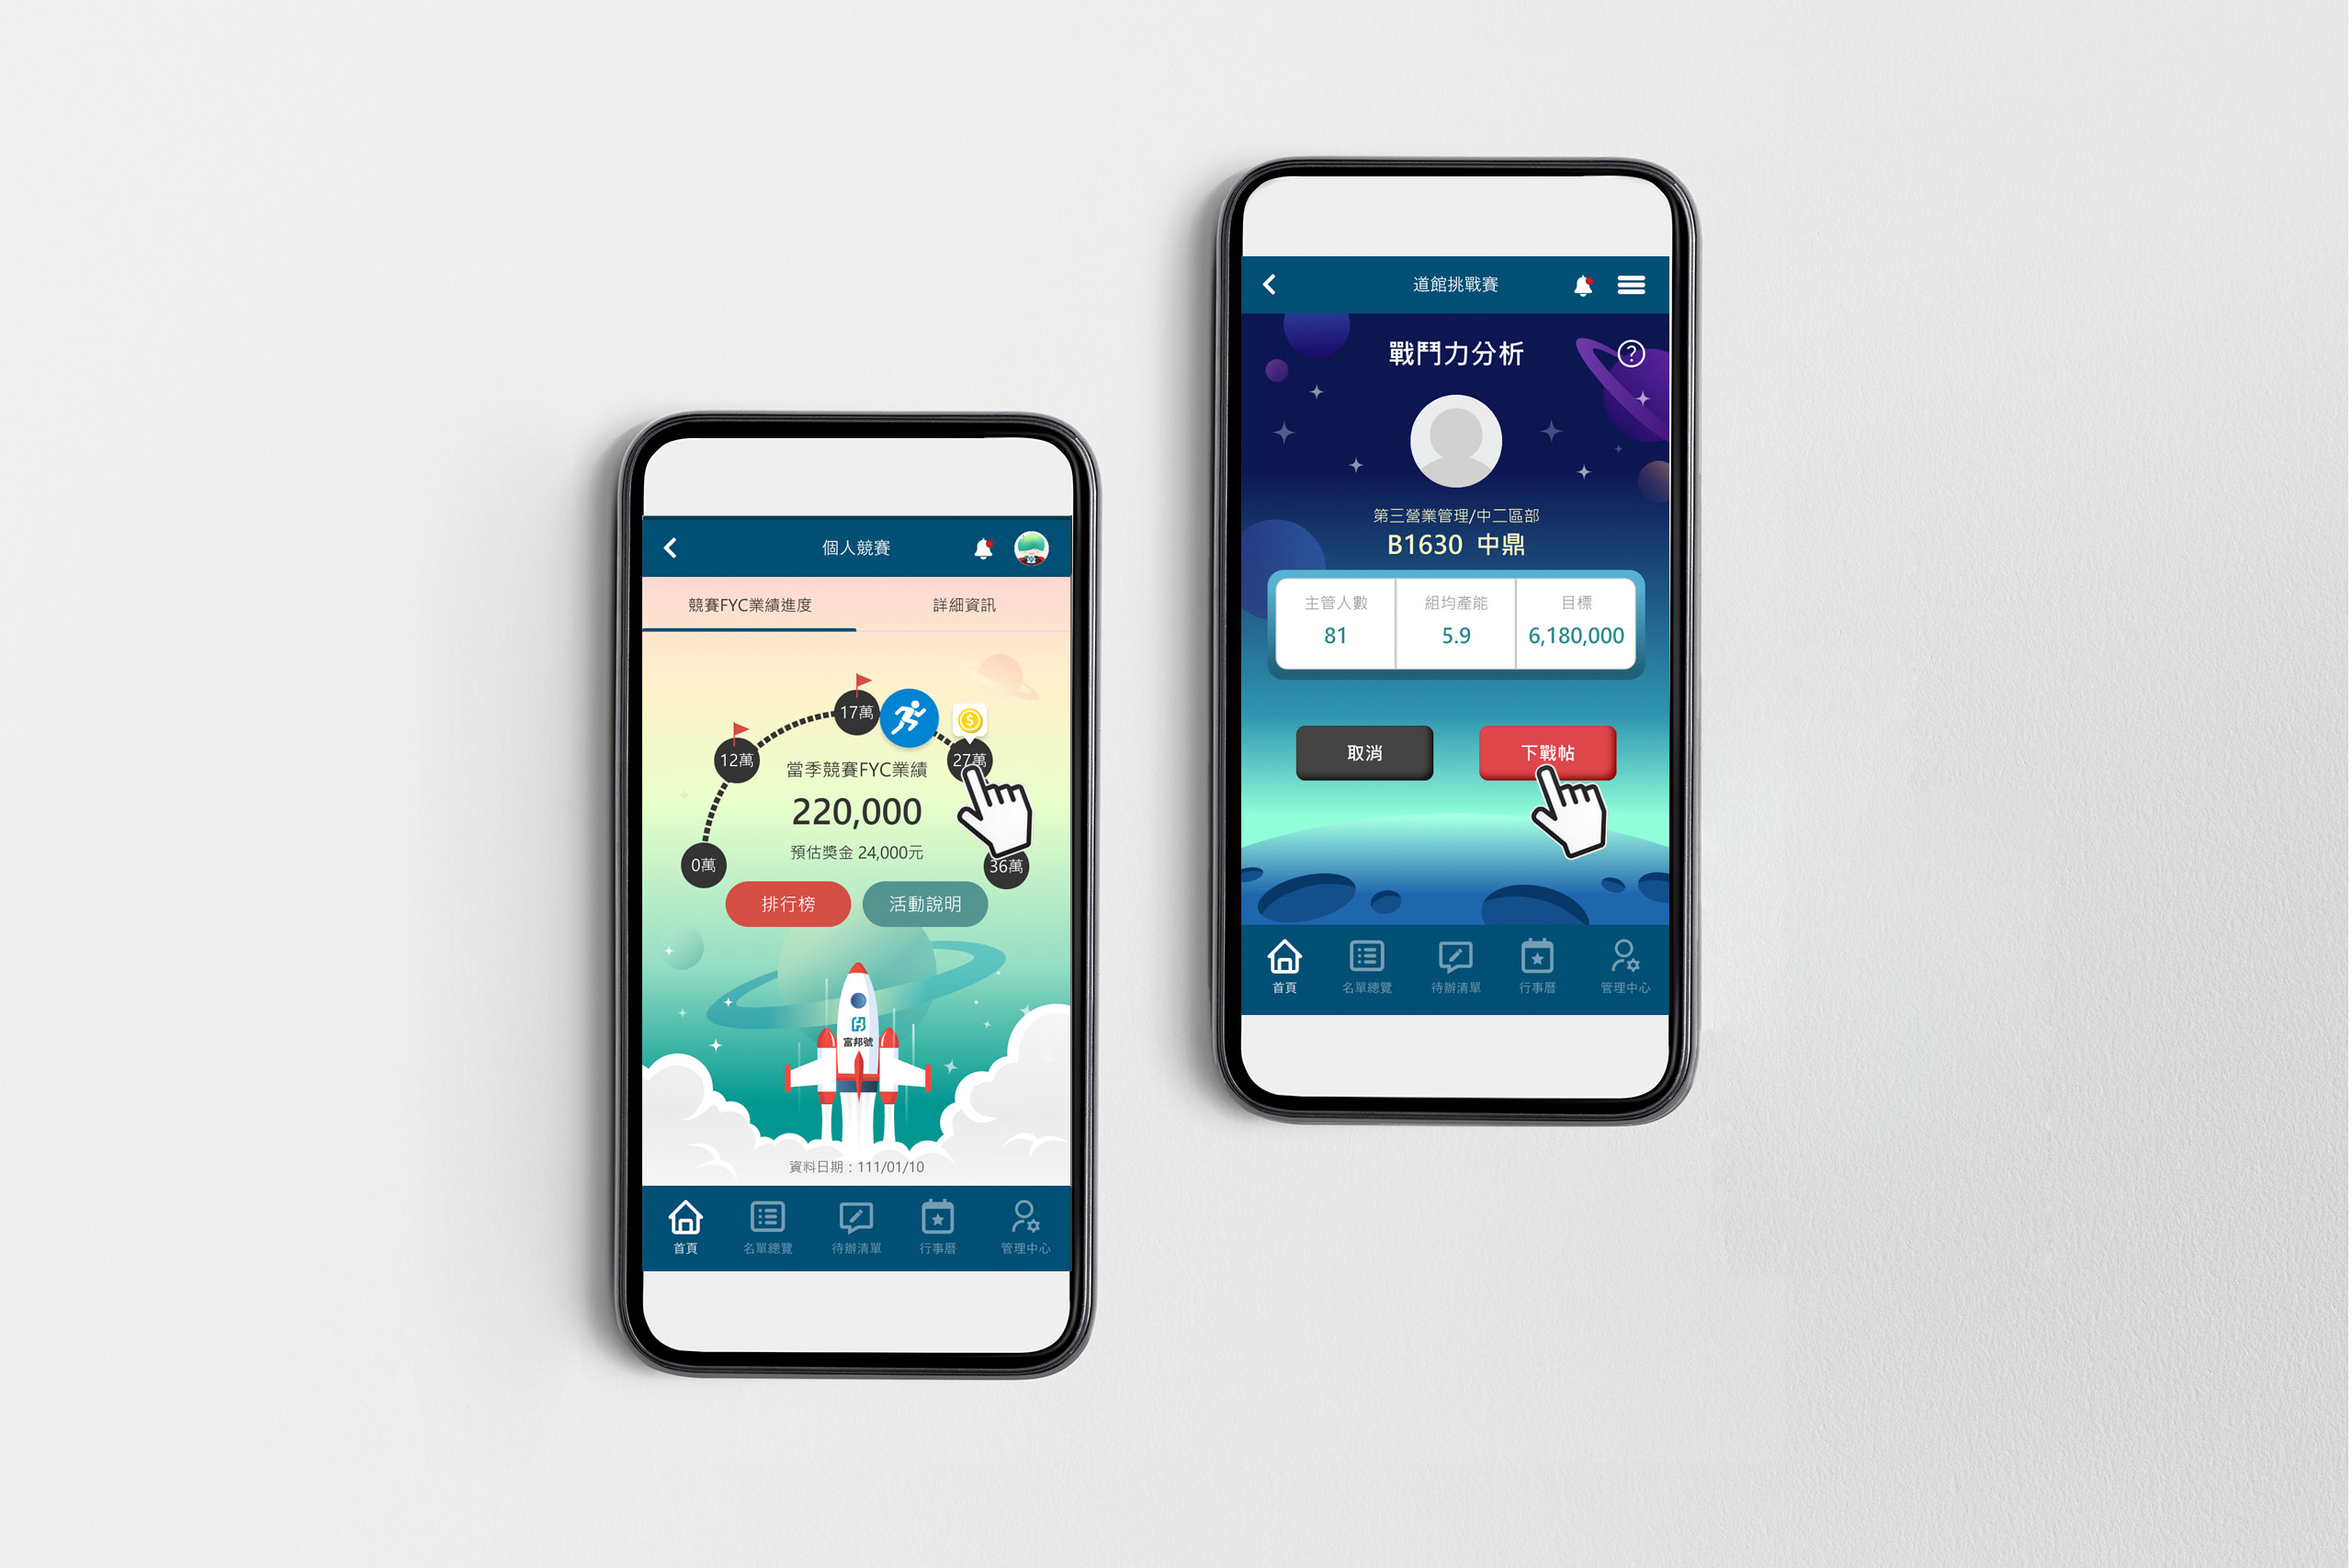 個人競賽
競賽FYC業績進度
詳細資訊
17萬
12萬
27萬
當季競賽FYC業績
220,000
預估獎金 24,000元
0萬
36萬
排行榜
活動說明
富邦號
資料日期：111/01/10
首頁
名單總覽
待辦清單
行事曆
管理中心
道館挑戰賽
戰鬥力分析
第三營業管理/中二區部
B1630 中鼎
主管人數
組均產能
目標
81
5.9
6,180,000
取消
下戰帖
首頁
名單總覽
待辦清單
行事曆
管理中心